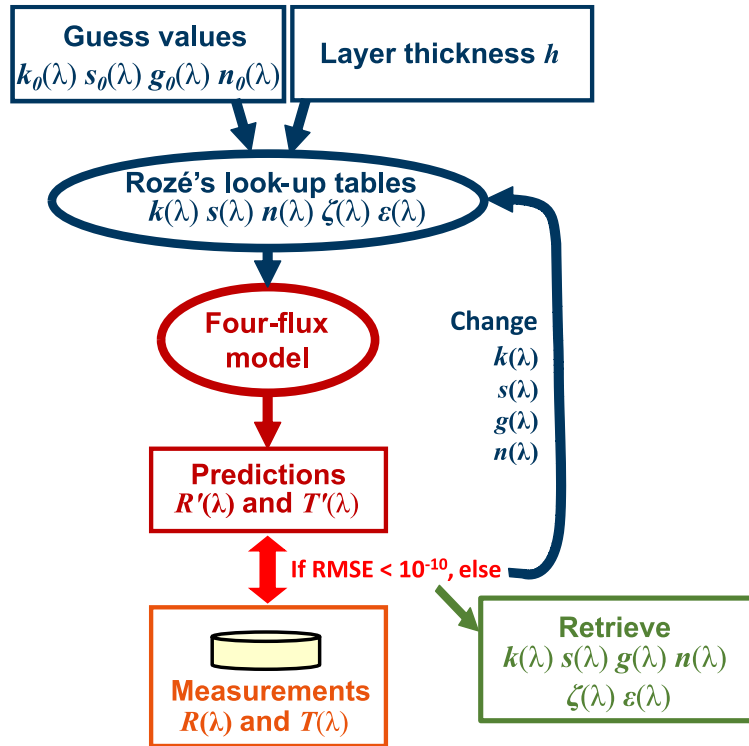 Guess values
k₀(λ) s₀(λ) g₀(λ) n₀(λ)
Layer thickness h
Rozé's look-up tables
k(λ) s(λ) n(λ) ζ(λ) ε(λ)
Four-flux
model
Change
k(λ)
s(λ)
g(λ)
n(λ)
Predictions
R'(λ) and T'(λ)
If RMSE < 10⁻¹⁰, else
Measurements
R(λ) and T(λ)
Retrieve
k(λ) s(λ) g(λ) n(λ)
ζ(λ) ε(λ)